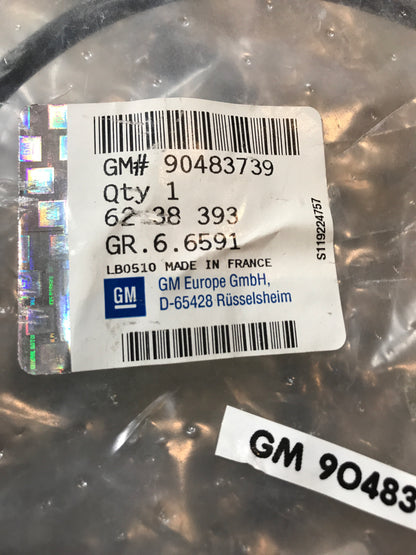 GM# 90483739
Qty 1
62 38 393
GR.6.6591
LB0510 MADE IN FRANCE
GM
GM Europe GmbH,
D-65428 Rüsselsheim
S119224757
GM 90483